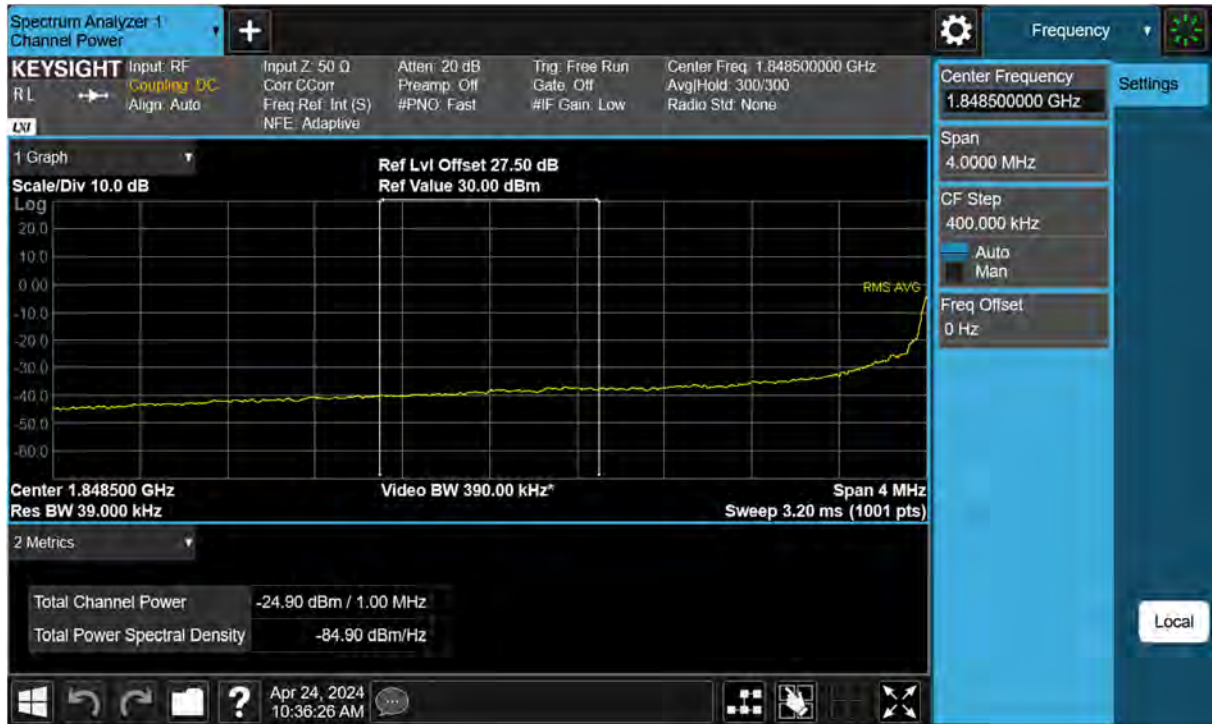 Spectrum Analyzer 1
Channel Power
+
Frequency
KEYSIGHT
RL
LXI
Input: RF
Coupling: DC
Align: Auto
Input Z: 50 Ω
Corr CCorr
Freq Ref: Int (S)
NFE: Adaptive
Atten: 20 dB
Preamp: Off
#PNO: Fast
Trig: Free Run
Gate: Off
#IF Gain: Low
Center Freq: 1.848500000 GHz
Avg|Hold: 300/300
Radio Std: None
1 Graph
Scale/Div 10.0 dB
Ref Lvl Offset 27.50 dB
Ref Value 30.00 dBm
Log
20.0
10.0
0.00
-10.0
-20.0
-30.0
-40.0
-50.0
-60.0
RMS AVG
Center 1.848500 GHz
Res BW 39.000 kHz
Video BW 390.00 kHz*
Span 4 MHz
Sweep 3.20 ms (1001 pts)
2 Metrics
Total Channel Power -24.90 dBm / 1.00 MHz
Total Power Spectral Density -84.90 dBm/Hz
Center Frequency
1.848500000 GHz
Span
4.0000 MHz
CF Step
400.000 kHz
Auto
Man
Freq Offset
0 Hz
Settings
Local
?
Apr 24, 2024
10:36:26 AM